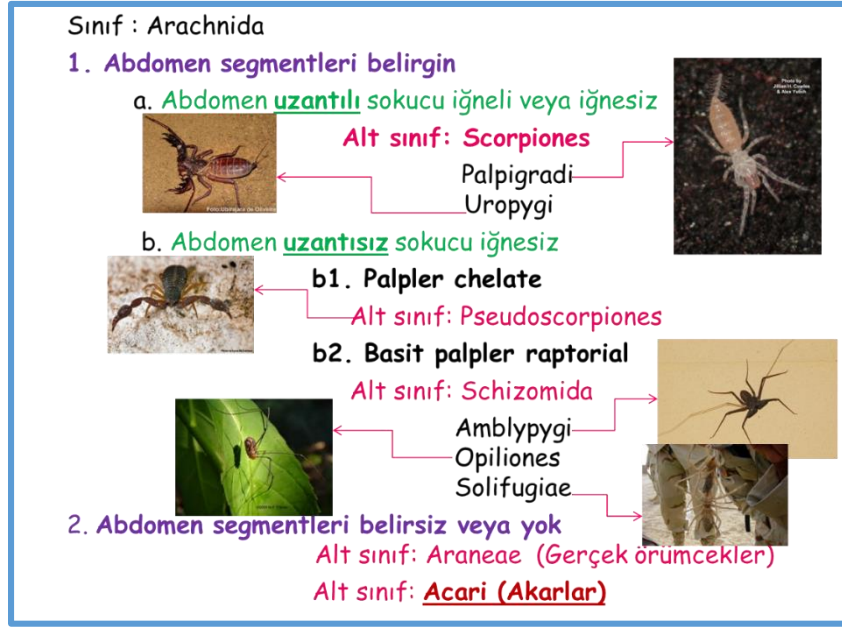 Sınıf : Arachnida
1. Abdomen segmentleri belirgin
a. Abdomen uzantılı sokucu iğneli veya iğnesiz
Alt sınıf: Scorpiones
Palpigradi
Uropygi
b. Abdomen uzantısız sokucu iğnesiz
b1. Palpler chelate
Alt sınıf: Pseudoscorpiones
b2. Basit palpler raptorial
Alt sınıf: Schizomida
Amblypygi
Opiliones
Solifugiae
2. Abdomen segmentleri belirsiz veya yok
Alt sınıf: Araneae (Gerçek örümcekler)
Alt sınıf: Acari (Akarlar)
Photo by